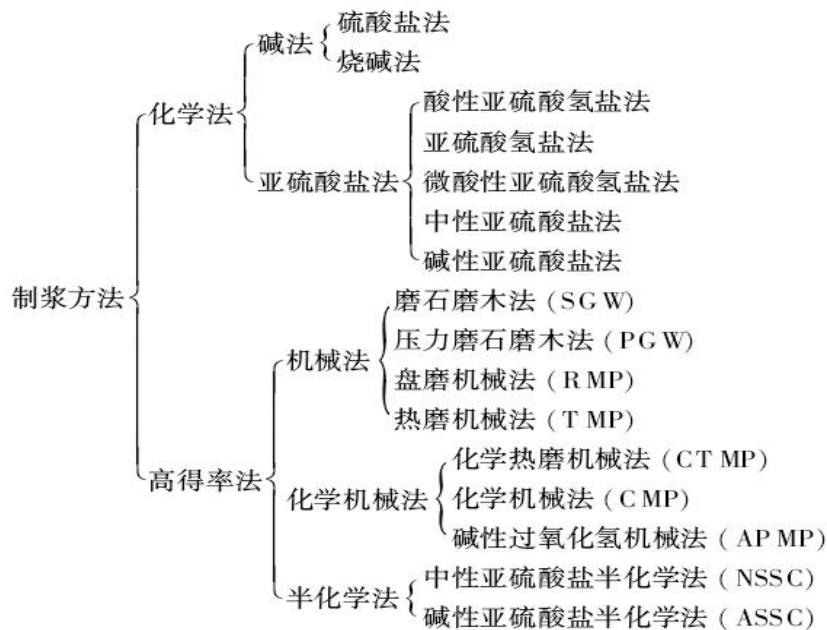 硫酸盐法
碱法
烧碱法
化学法
酸性亚硫酸氢盐法
亚硫酸氢盐法
亚硫酸盐法
微酸性亚硫酸氢盐法
中性亚硫酸盐法
碱性亚硫酸盐法
制浆方法
磨石磨木法(SGW)
压力磨石磨木法(PGW)
机械法
盘磨机械法(RMP)
热磨机械法(TMP)
高得率法
化学热磨机械法(CTMP)
化学机械法
化学机械法(CMP)
碱性过氧化氢机械法(APMP)
半化学法
中性亚硫酸盐半化学法(NSSC)
碱性亚硫酸盐半化学法(ASSC)